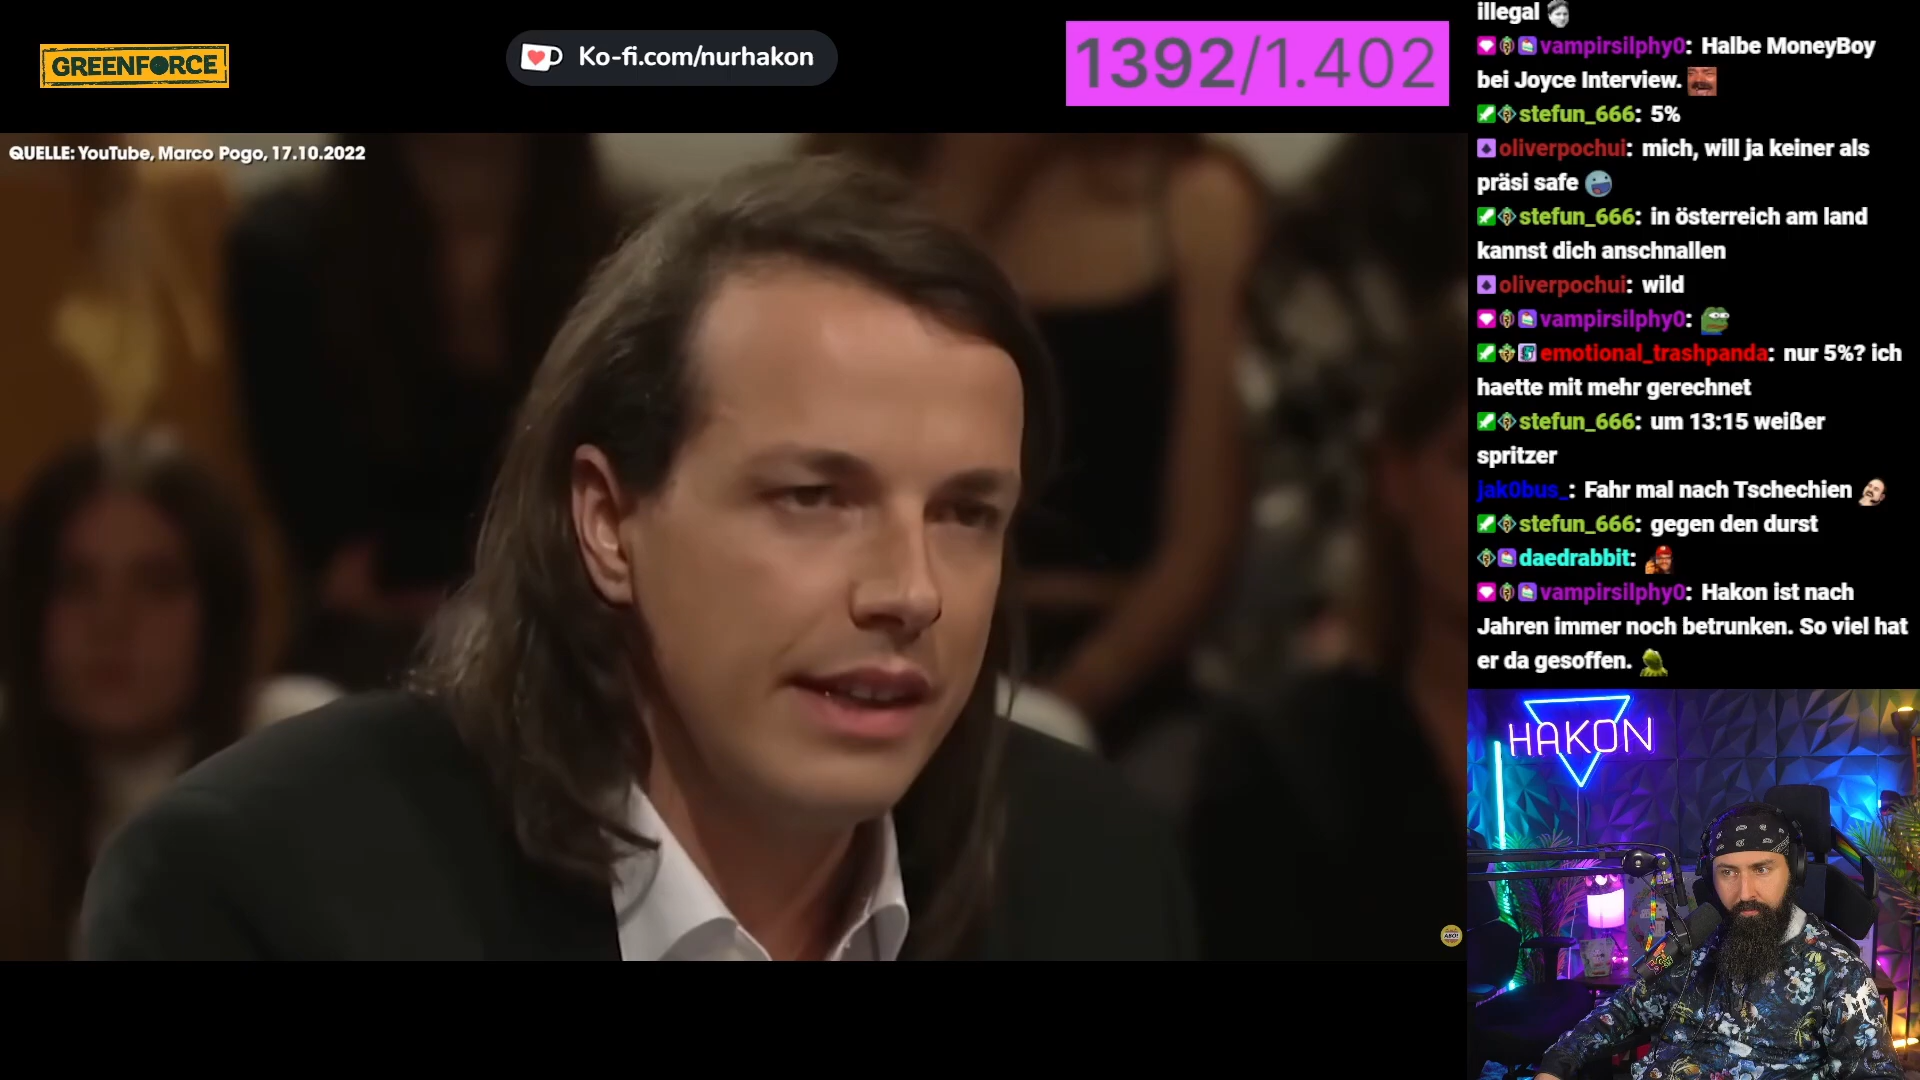 GREENFORCE
Ko-fi.com/nurhakon
1392/1.402
QUELLE: YouTube, Marco Pogo, 17.10.2022
ABO!
illegal
vampirsilphy0: Halbe MoneyBoy
bei Joyce Interview.
stefun_666: 5%
oliverpochui: mich, will ja keiner als
präsi safe
stefun_666: in österreich am land
kannst dich anschnallen
oliverpochui: wild
vampirsilphy0:
emotional_trashpanda: nur 5%? ich
haette mit mehr gerechnet
stefun_666: um 13:15 weißer
spritzer
jak0bus_: Fahr mal nach Tschechien
stefun_666: gegen den durst
daedrabbit:
vampirsilphy0: Hakon ist nach
Jahren immer noch betrunken. So viel hat
er da gesoffen.
HAKON